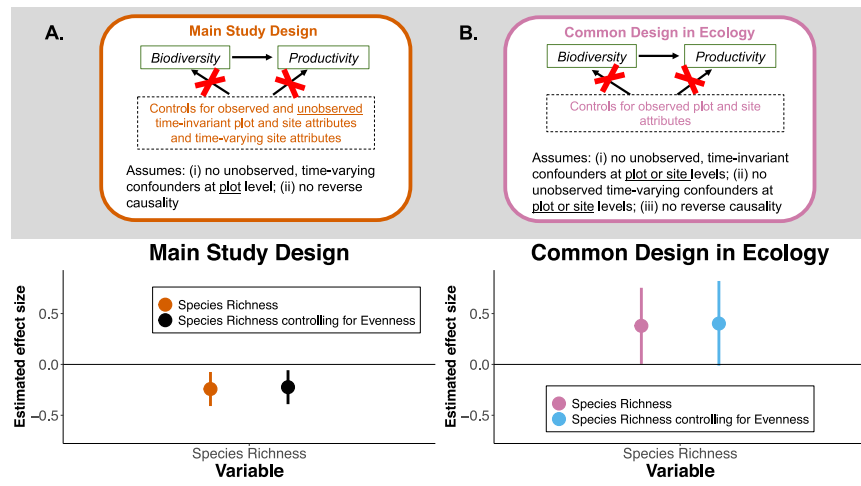 A.
Main Study Design
Biodiversity
Productivity
Controls for observed and unobserved
time-invariant plot and site attributes
and time-varying site attributes
Assumes: (i) no unobserved, time-varying
confounders at plot level; (ii) no reverse
causality
B.
Common Design in Ecology
Biodiversity
Productivity
Controls for observed plot and site
attributes
Assumes: (i) no unobserved, time-invariant
confounders at plot or site levels; (ii) no
unobserved time-varying confounders at
plot or site levels; (iii) no reverse causality
Main Study Design
Estimated effect size
0.5
0.0
−0.5
Species Richness
Species Richness controlling for Evenness
Species Richness
Variable
Common Design in Ecology
Estimated effect size
0.5
0.0
−0.5
Species Richness
Species Richness controlling for Evenness
Species Richness
Variable